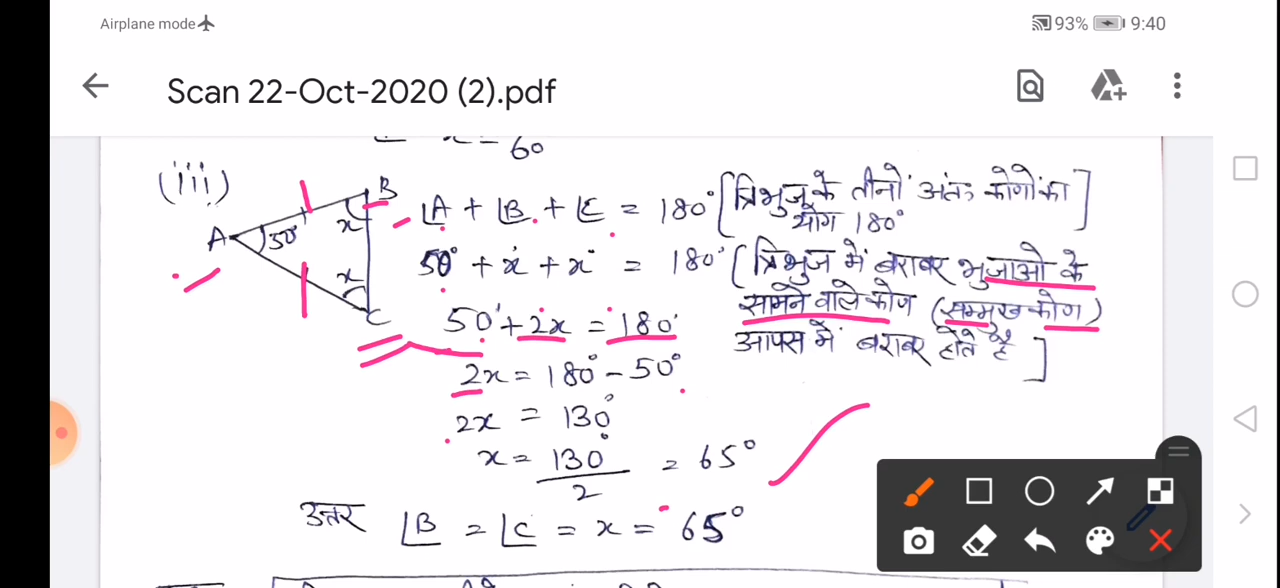 Airplane mode 93% 9:40
Scan 22-Oct-2020 (2).pdf
x = 60
(iii)
A 50° B x x C
∠A + ∠B + ∠C = 180° [त्रिभुज के तीनो अंतः कोणो का योग 180° ]
50° + x + x = 180° [त्रिभुज में बराबर भुजाओ के
सामने वाले कोण (सम्मुख कोण)
50° + 2x = 180°
आपस में बराबर होते है ]
2x = 180° - 50°
2x = 130°
x = 130°/2 = 65°
उत्तर ∠B = ∠C = x = 65°